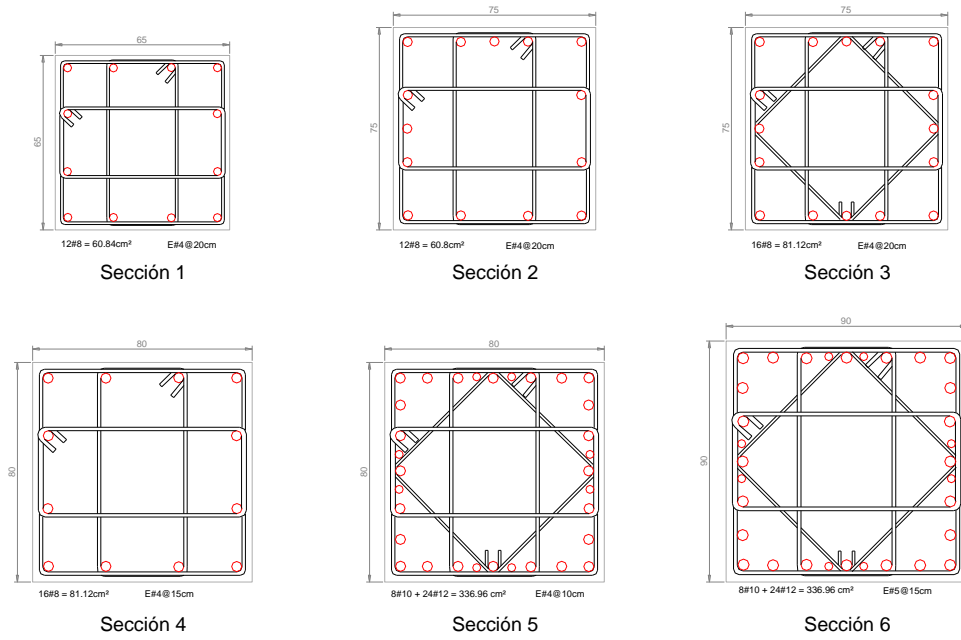 65
65
12#8 = 60.84cm² E#4@20cm
Sección 1
75
75
12#8 = 60.8cm² E#4@20cm
Sección 2
75
75
16#8 = 81.12cm² E#4@20cm
Sección 3
80
80
16#8 = 81.12cm² E#4@15cm
Sección 4
80
80
8#10 + 24#12 = 336.96 cm² E#4@10cm
Sección 5
90
90
8#10 + 24#12 = 336.96 cm² E#5@15cm
Sección 6